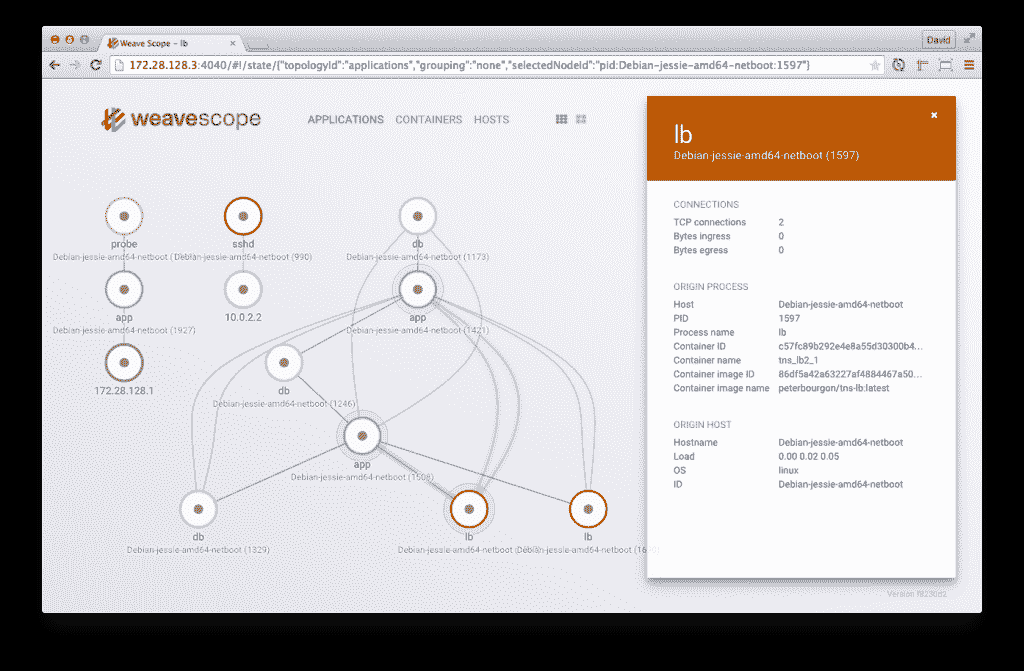 Weave Scope - lb
David
172.28.128.3:4040/#!/state/{"topologyId":"applications","grouping":"none","selectedNodeId":"pid:Debian-jessie-amd64-netboot:1597"}
weavescope
APPLICATIONS CONTAINERS HOSTS
probe
Debian-jessie-amd64-netboot
sshd
Debian-jessie-amd64-netboot (990)
db
Debian-jessie-amd64-netboot (1173)
app
Debian-jessie-amd64-netboot (1927)
10.0.2.2
app
Debian-jessie-amd64-netboot (1421)
172.28.128.1
db
Debian-jessie-amd64-netboot (1246)
app
Debian-jessie-amd64-netboot (1508)
db
Debian-jessie-amd64-netboot (1329)
lb
Debian-jessie-amd64-netboot
lb
Debian-jessie-amd64-netboot
lb
Debian-jessie-amd64-netboot (1597)
CONNECTIONS
TCP connections 2
Bytes ingress 0
Bytes egress 0
ORIGIN PROCESS
Host Debian-jessie-amd64-netboot
PID 1597
Process name lb
Container ID c57fc89b292e4e8a55d30300b4...
Container name tns_lb2_1
Container image ID 86df5a42a63227af4884467a50...
Container image name peterbourgon/tns-lb:latest
ORIGIN HOST
Hostname Debian-jessie-amd64-netboot
Load 0.00 0.02 0.05
OS linux
ID Debian-jessie-amd64-netboot
Version